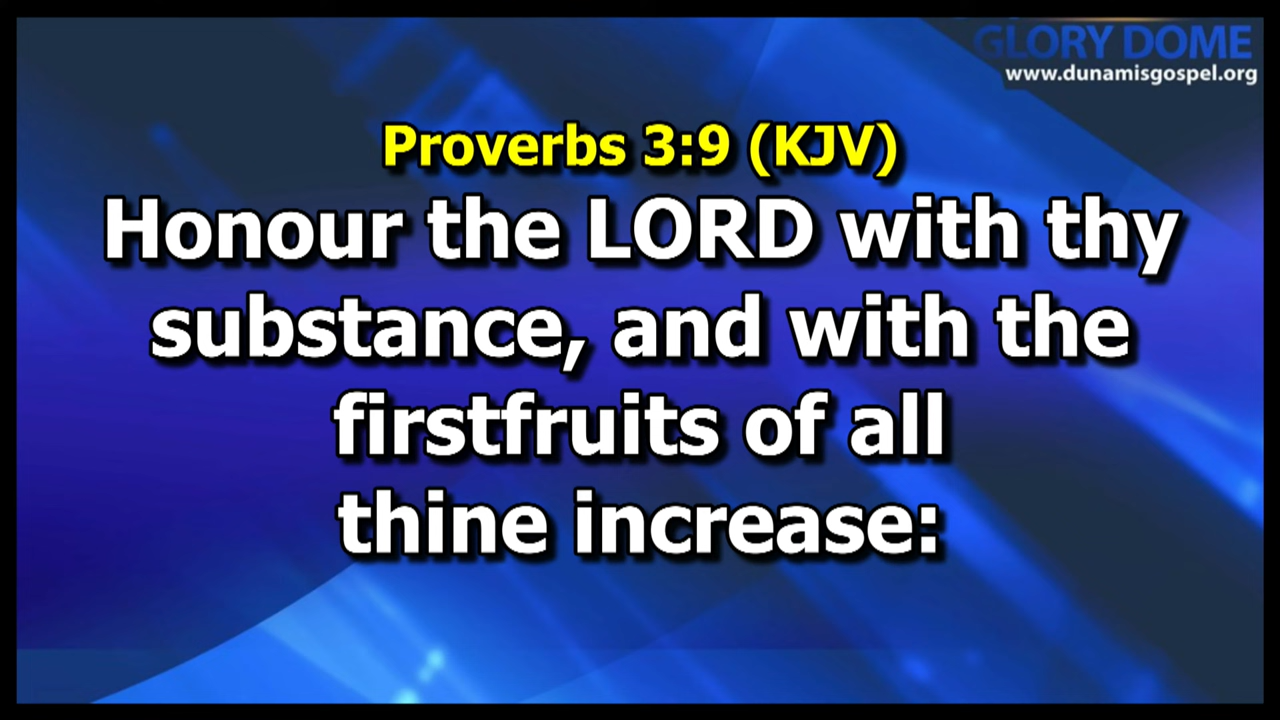 GLORY DOME
www.dunamisgospel.org
Proverbs 3:9 (KJV)
Honour the LORD with thy
substance, and with the
firstfruits of all
thine increase: